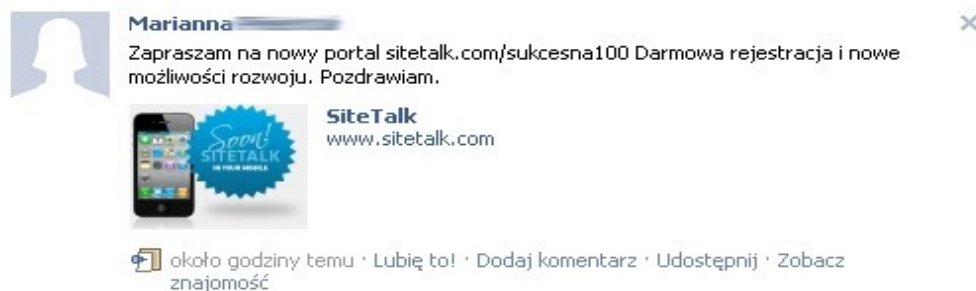 Marianna
Zapraszam na nowy portal sitetalk.com/sukcesna100 Darmowa rejestracja i nowe
możliwości rozwoju. Pozdrawiam.
Soon!
SITETALK
IN YOUR MOBILE
SiteTalk
www.sitetalk.com
około godziny temu · Lubię to! · Dodaj komentarz · Udostępnij · Zobacz
znajomość